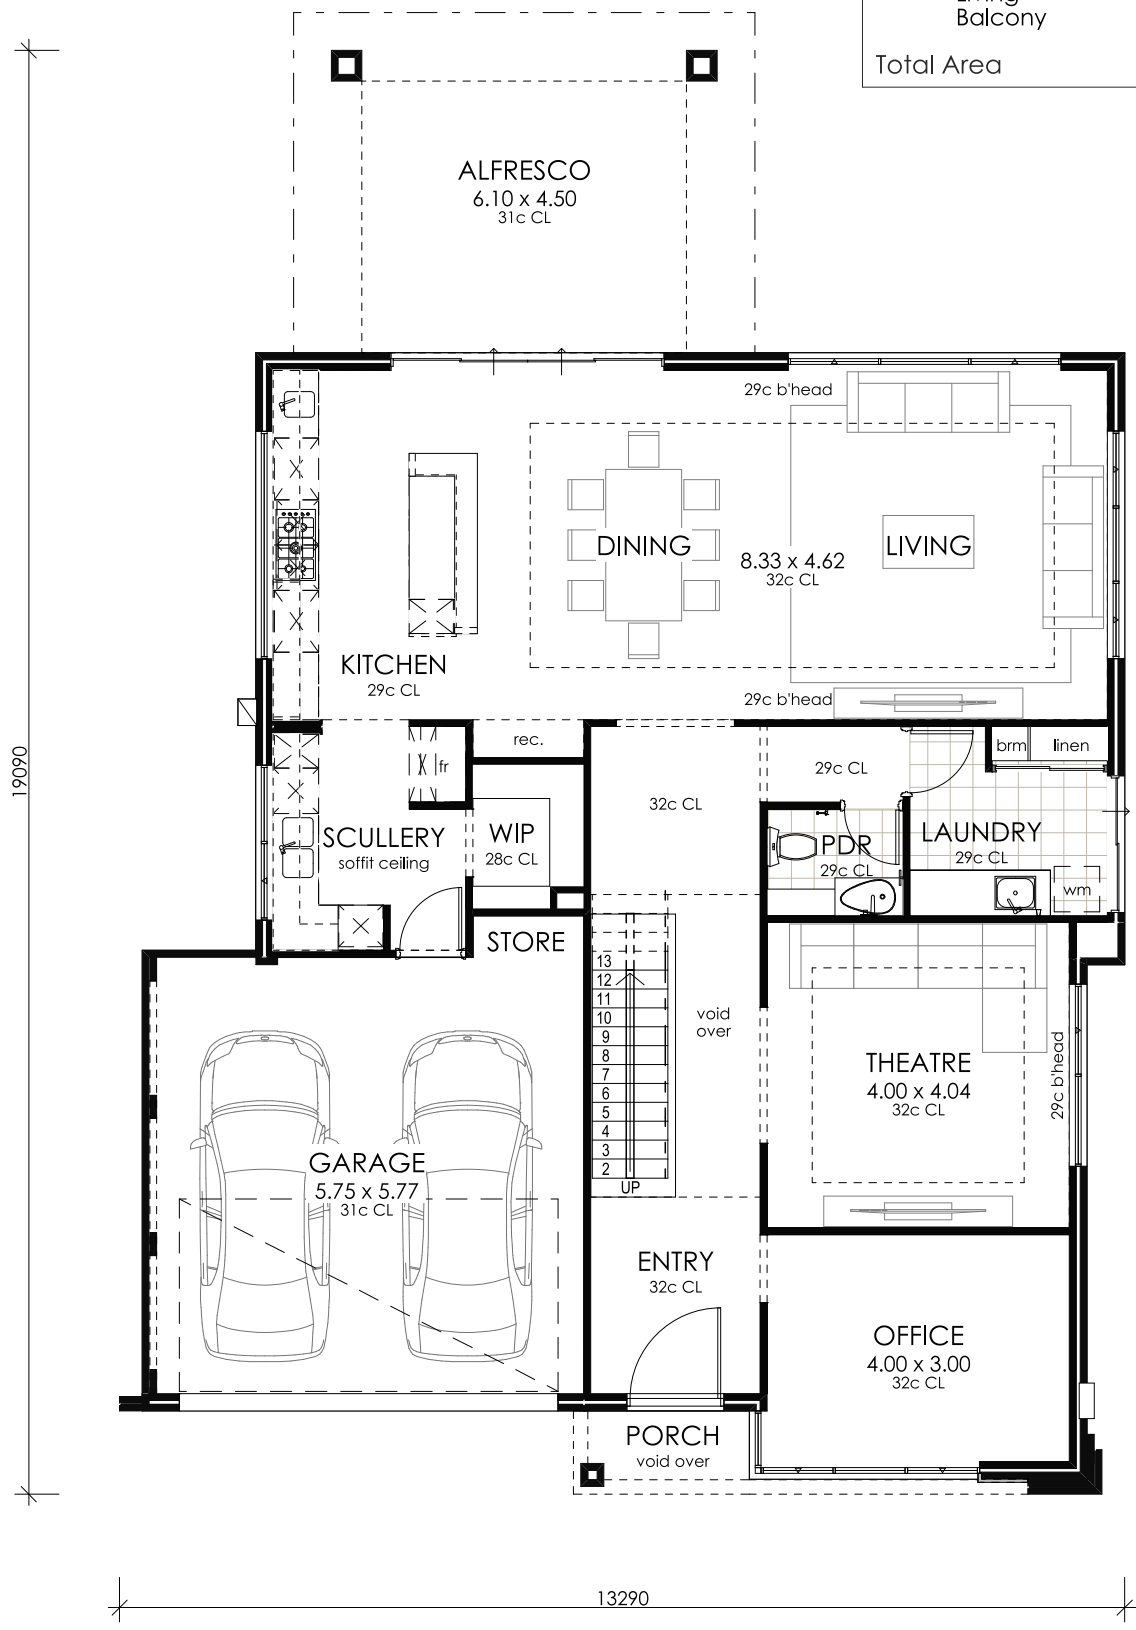 Balcony
Total Area
ALFRESCO
6.10 x 4.50
31c CL
29c b'head
DINING
LIVING
8.33 x 4.62
32c CL
KITCHEN
29c CL
29c b'head
rec.
brm
linen
fr
29c CL
32c CL
SCULLERY
soffit ceiling
WIP
28c CL
PDR
29c CL
LAUNDRY
29c CL
wm
STORE
13
12
11
10
9
8
7
6
5
4
3
2
UP
void
over
THEATRE
4.00 x 4.04
32c CL
29c b'head
GARAGE
5.75 x 5.77
31c CL
ENTRY
32c CL
OFFICE
4.00 x 3.00
32c CL
PORCH
void over
19090
13290